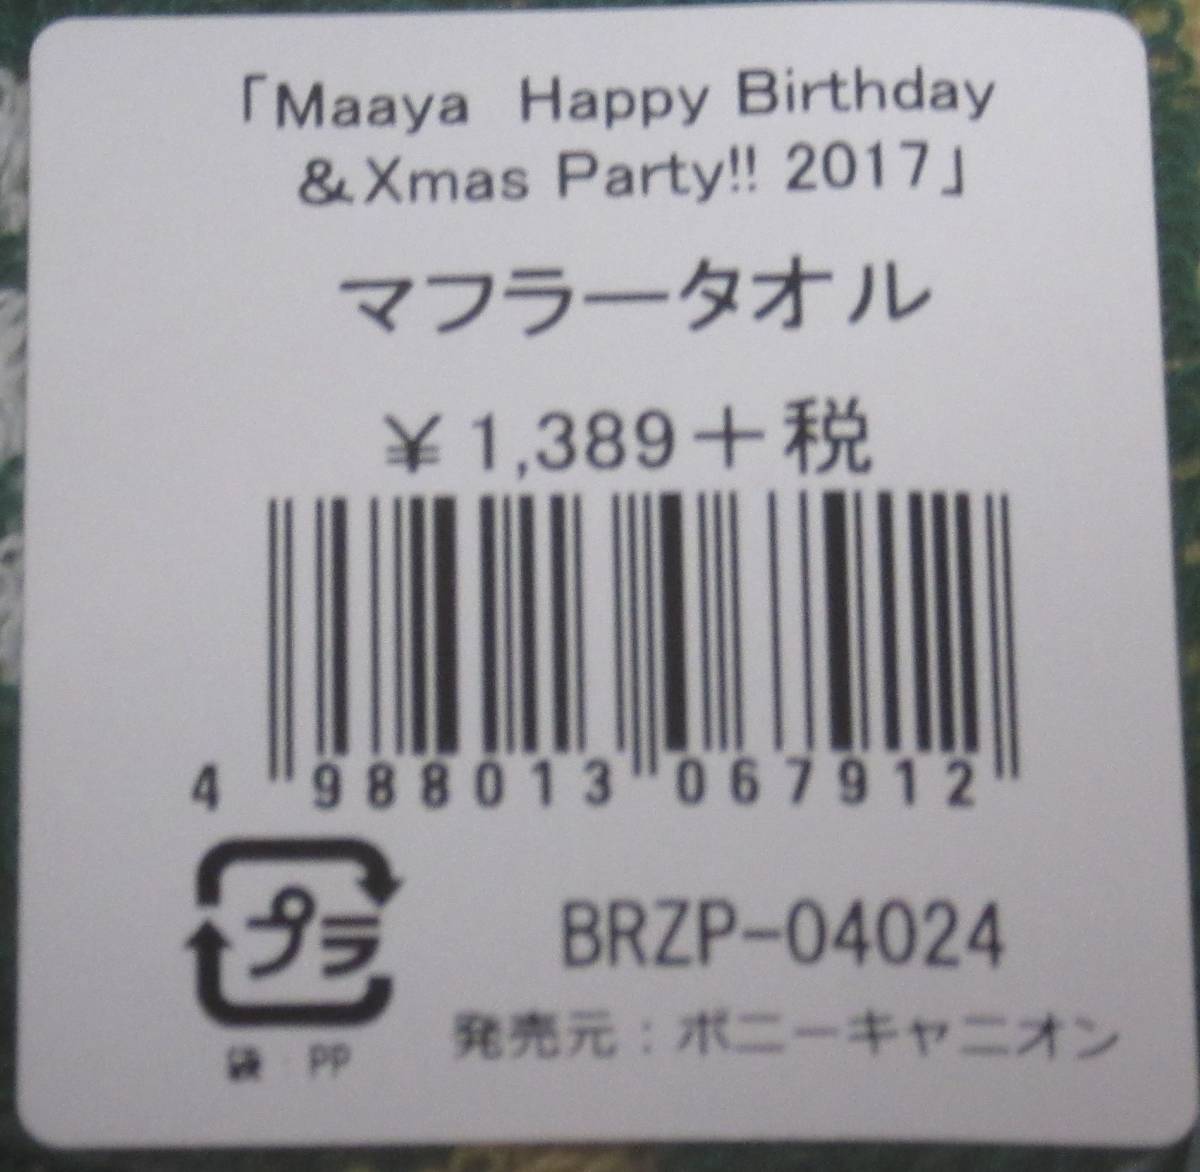 「Maaya Happy Birthday
&Xmas Party!! 2017」
マフラータオル
¥1,389+税
4 988013 067912
プラ
袋 PP
BRZP-04024
発売元：ポニーキャニオン